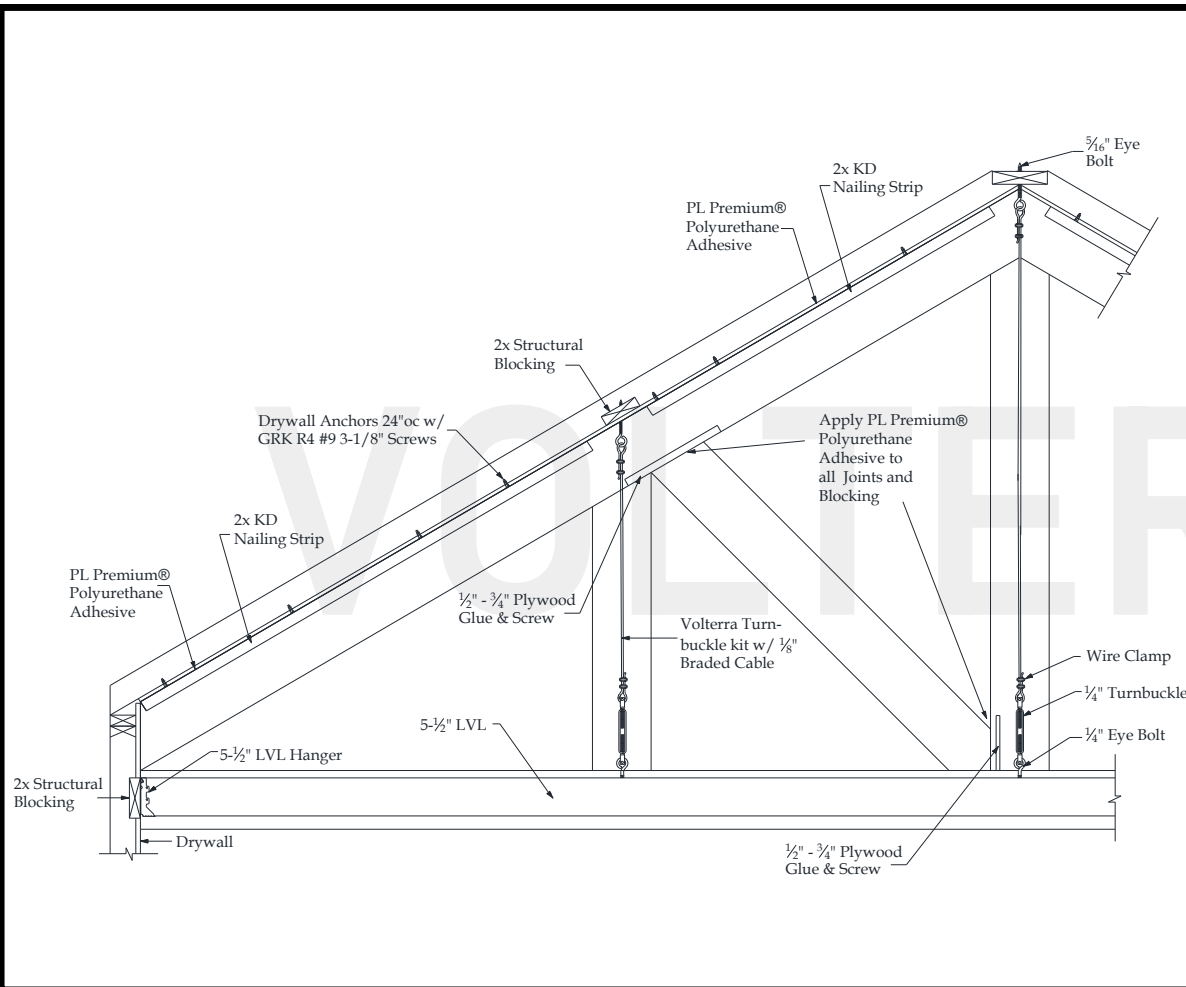 5⁄16" Eye
Bolt
2x KD
Nailing Strip
PL Premium®
Polyurethane
Adhesive
2x Structural
Blocking
Drywall Anchors 24"oc w/
GRK R4 #9 3-1/8" Screws
Apply PL Premium®
Polyurethane
Adhesive to
all Joints and
Blocking
2x KD
Nailing Strip
PL Premium®
Polyurethane
Adhesive
½" - ¾" Plywood
Glue & Screw
Volterra Turn-
buckle kit w/ ⅛"
Braded Cable
Wire Clamp
¼" Turnbuckle
5-½" LVL
¼" Eye Bolt
5-½" LVL Hanger
2x Structural
Blocking
Drywall
½" - ¾" Plywood
Glue & Screw
VOLTER